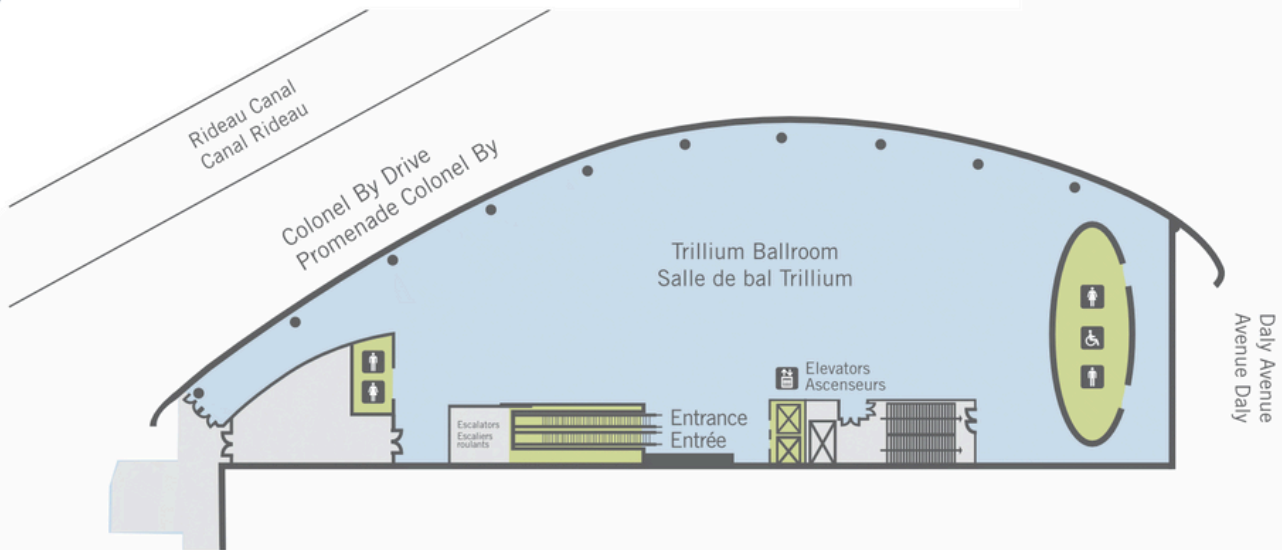 Rideau Canal
Canal Rideau
Colonel By Drive
Promenade Colonel By
Trillium Ballroom
Salle de bal Trillium
Daly Avenue
Avenue Daly
Elevators
Ascenseurs
Escalators
Escaliers
roulants
Entrance
Entrée